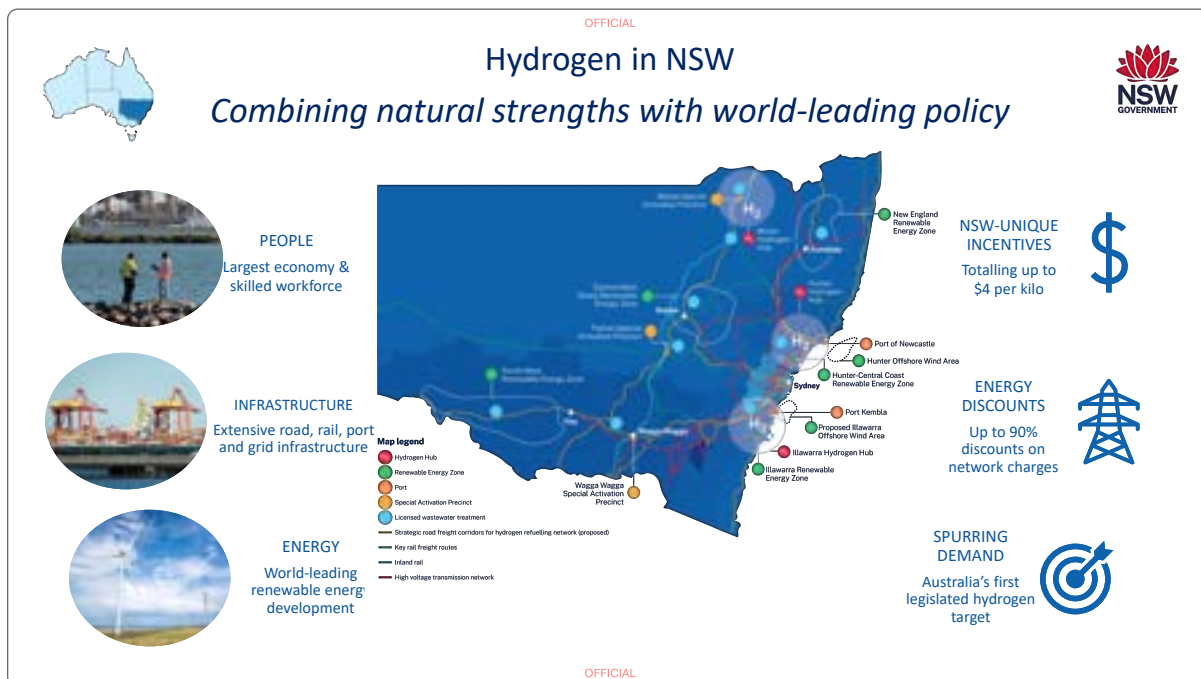 OFFICIAL
Hydrogen in NSW
Combining natural strengths with world-leading policy
NSW
GOVERNMENT
PEOPLE
Largest economy &
skilled workforce
INFRASTRUCTURE
Extensive road, rail, port
and grid infrastructure
ENERGY
World-leading
renewable energy
development
New England
Renewable
Energy Zone
Port of Newcastle
Hunter Offshore Wind Area
Hunter-Central Coast
Renewable Energy Zone
Sydney
Port Kembla
Proposed Illawarra
Offshore Wind Area
Illawarra Hydrogen Hub
Illawarra Renewable
Energy Zone
Wagga Wagga
Special Activation
Precinct
H2
H2
Map legend
Hydrogen Hub
Renewable Energy Zone
Port
Special Activation Precinct
Licensed wastewater treatment
Strategic road freight corridors for hydrogen refuelling network (proposed)
Key rail freight routes
Inland rail
High voltage transmission network
NSW-UNIQUE
INCENTIVES
Totalling up to
$4 per kilo
ENERGY
DISCOUNTS
Up to 90%
discounts on
network charges
SPURRING
DEMAND
Australia's first
legislated hydrogen
target
OFFICIAL